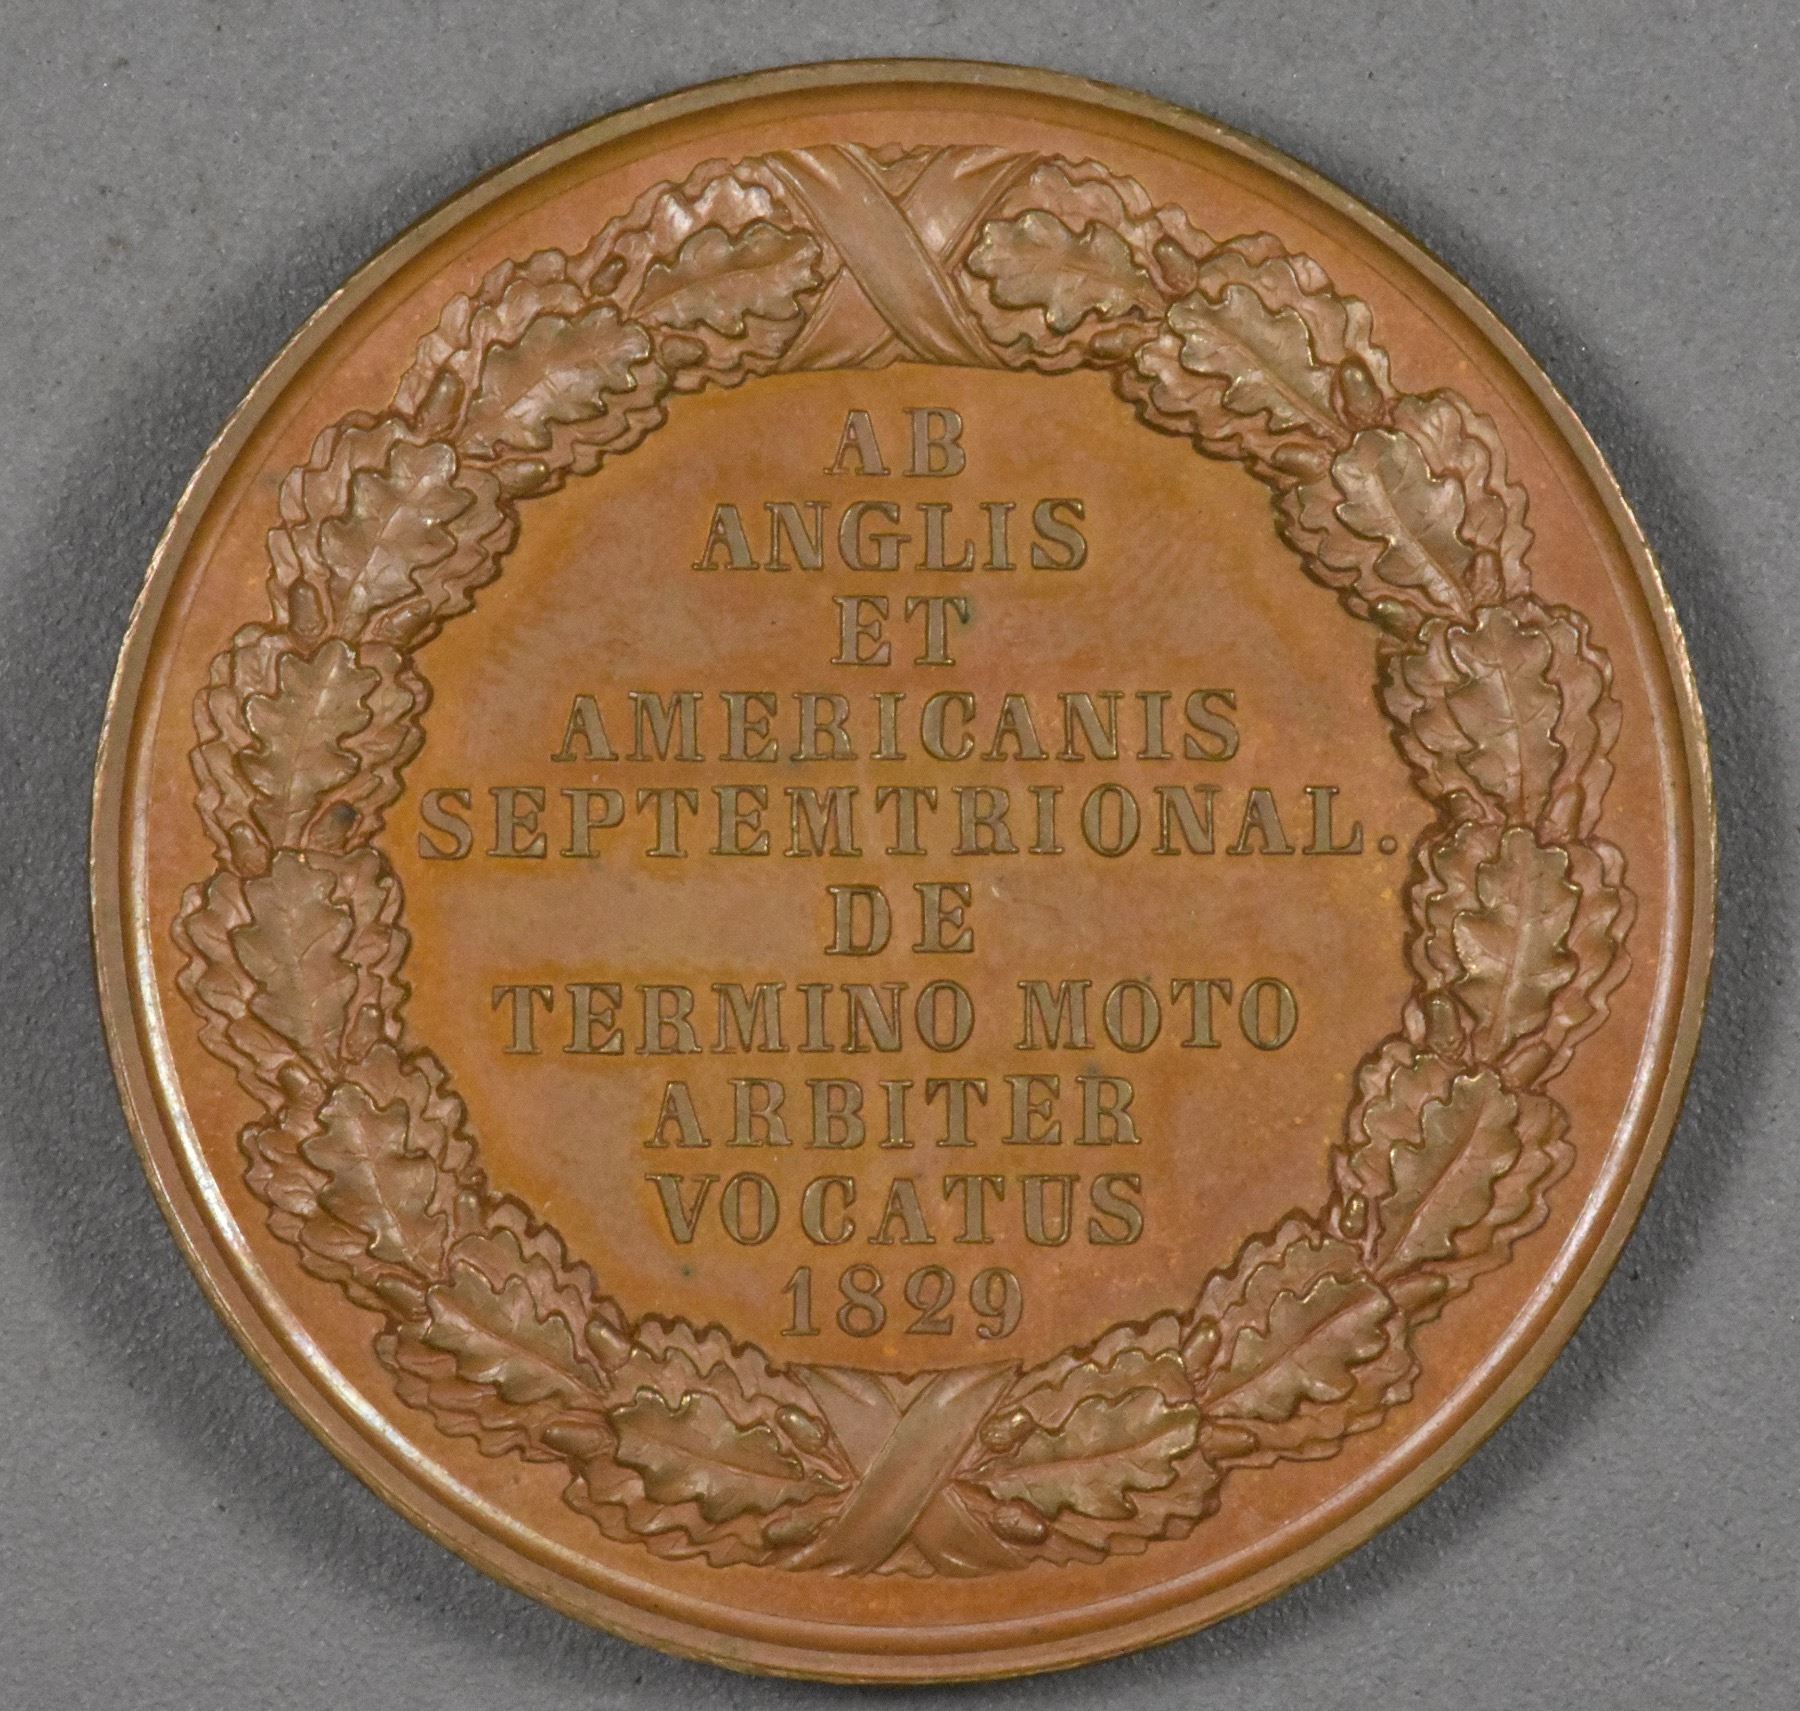 AB
ANGLIS
ET
AMERICANIS
SEPTEMTRIONAL.
DE
TERMINO MOTO
ARBITER
VOCATUS
1829